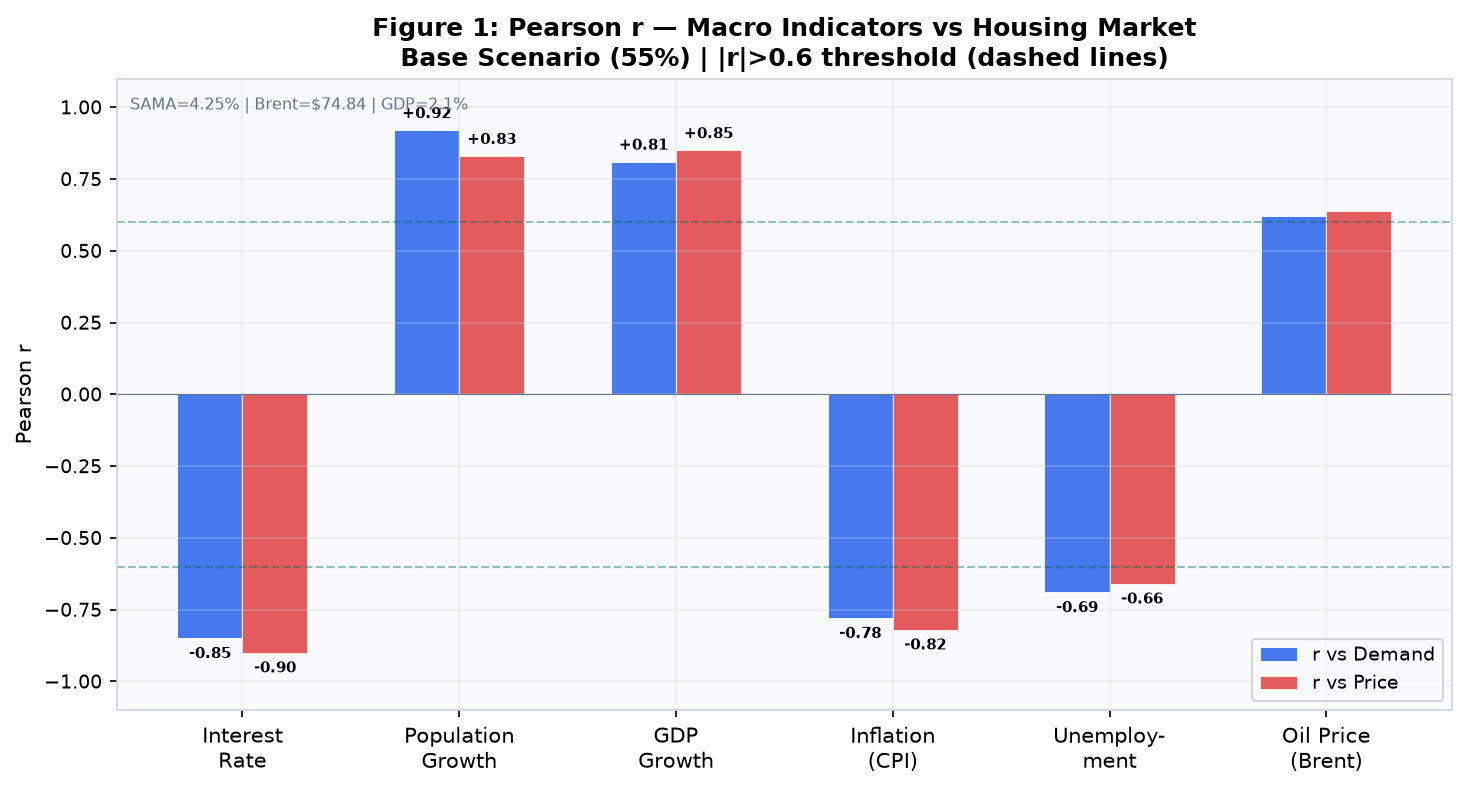 Figure 1: Pearson r — Macro Indicators vs Housing Market
Base Scenario (55%) | |r|>0.6 threshold (dashed lines)
SAMA=4.25% | Brent=$74.84 | GDP=2.1%
Pearson r
1.00
0.75
0.50
0.25
0.00
−0.25
−0.50
−0.75
−1.00
-0.85
-0.90
+0.92
+0.83
+0.81
+0.85
-0.78
-0.82
-0.69
-0.66
r vs Demand
r vs Price
Interest
Rate
Population
Growth
GDP
Growth
Inflation
(CPI)
Unemploy-
ment
Oil Price
(Brent)